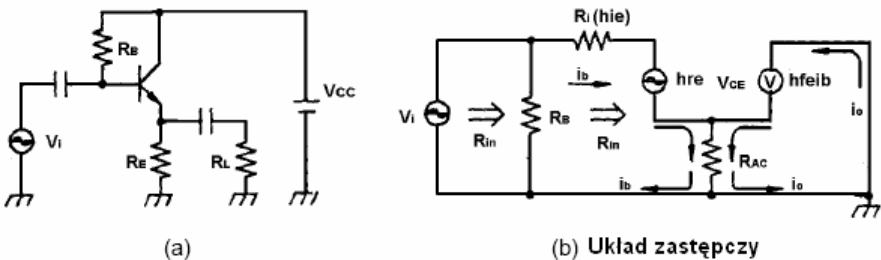 RB
Vi
RE
RL
VCC
(a)
Ri (hie)
ib
hre
VCE
V
hfeib
io
Vi
Rin
RB
Rin
RAC
ib
io
(b) Układ zastępczy